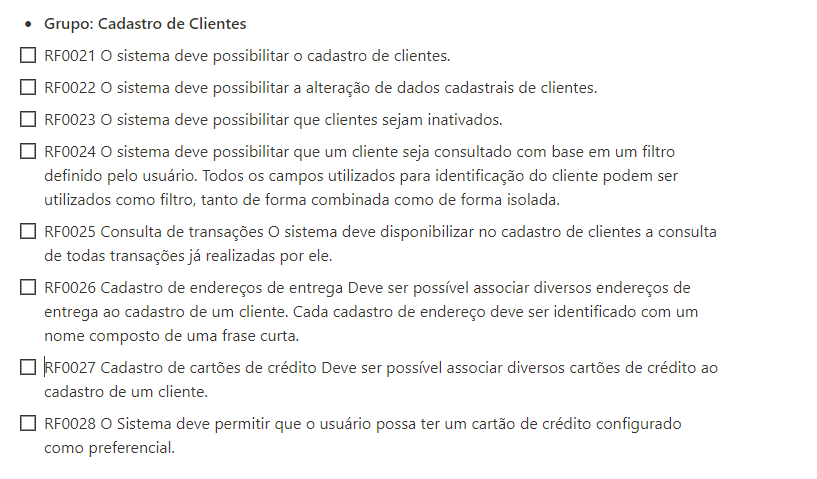 Grupo: Cadastro de Clientes
RF0021 O sistema deve possibilitar o cadastro de clientes.
RF0022 O sistema deve possibilitar a alteração de dados cadastrais de clientes.
RF0023 O sistema deve possibilitar que clientes sejam inativados.
RF0024 O sistema deve possibilitar que um cliente seja consultado com base em um filtro
definido pelo usuário. Todos os campos utilizados para identificação do cliente podem ser
utilizados como filtro, tanto de forma combinada como de forma isolada.
RF0025 Consulta de transações O sistema deve disponibilizar no cadastro de clientes a consulta
de todas transações já realizadas por ele.
RF0026 Cadastro de endereços de entrega Deve ser possível associar diversos endereços de
entrega ao cadastro de um cliente. Cada cadastro de endereço deve ser identificado com um
nome composto de uma frase curta.
RF0027 Cadastro de cartões de crédito Deve ser possível associar diversos cartões de crédito ao
cadastro de um cliente.
RF0028 O Sistema deve permitir que o usuário possa ter um cartão de crédito configurado
como preferencial.